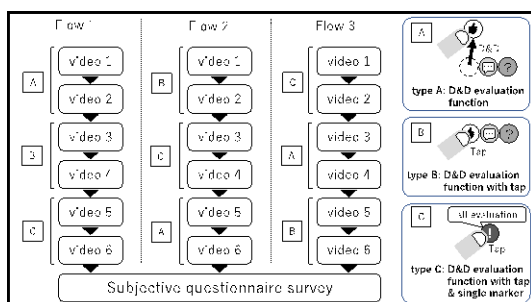 Flow 1
Flow 2
Flow 3
A
video 1
video 2
B
video 3
video 4
C
video 5
video 6
B
video 1
video 2
C
video 3
video 4
A
video 5
video 6
C
video 1
video 2
A
video 3
video 4
B
video 5
video 6
Subjective questionnaire survey
A
D&D
?
type A: D&D evaluation
function
B
?
Tap
type B: D&D evaluation
function with tap
C
all evaluation
!
Tap
type C: D&D evaluation
function with tap
& single marker